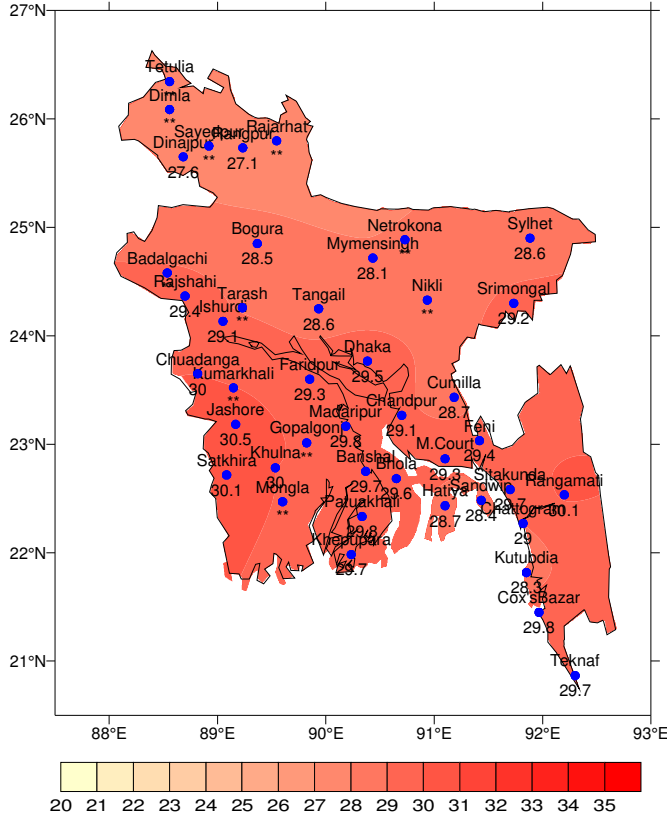 27°N
Tetulia
**
Dimla
**
26°N
Sayedpur
**
Rangpur
27.1
Rajarhat
**
Dinajpur
27.6
25°N
Bogura
28.5
Netrokona
**
Sylhet
28.6
Mymensingh
28.1
Badalgachi
**
Rajshahi
29.4
Ishurdi
29.1
Tarash
**
Tangail
28.6
Nikli
**
Srimongal
29.2
24°N
Dhaka
29.5
Chuadanga
30
Kumarkhali
**
Faridpur
29.3
Cumilla
28.7
Jashore
30.5
Madaripur
29.8
Chandpur
29.1
Gopalgonj
**
Feni
29.4
23°N
M.Court
29.3
Satkhira
30.1
Khulna
30
Barishal
29.7
Bhola
29.6
Sitakunda
29.7
Rangamati
30.1
Mongla
**
Hatiya
28.7
Sandwip
28.4
Patuakhali
29.8
Chattogram
29
22°N
Khepupara
29.7
Kutubdia
28.3
Cox'sBazar
29.8
21°N
Teknaf
29.7
88°E 89°E 90°E 91°E 92°E 93°E
20 21 22 23 24 25 26 27 28 29 30 31 32 33 34 35